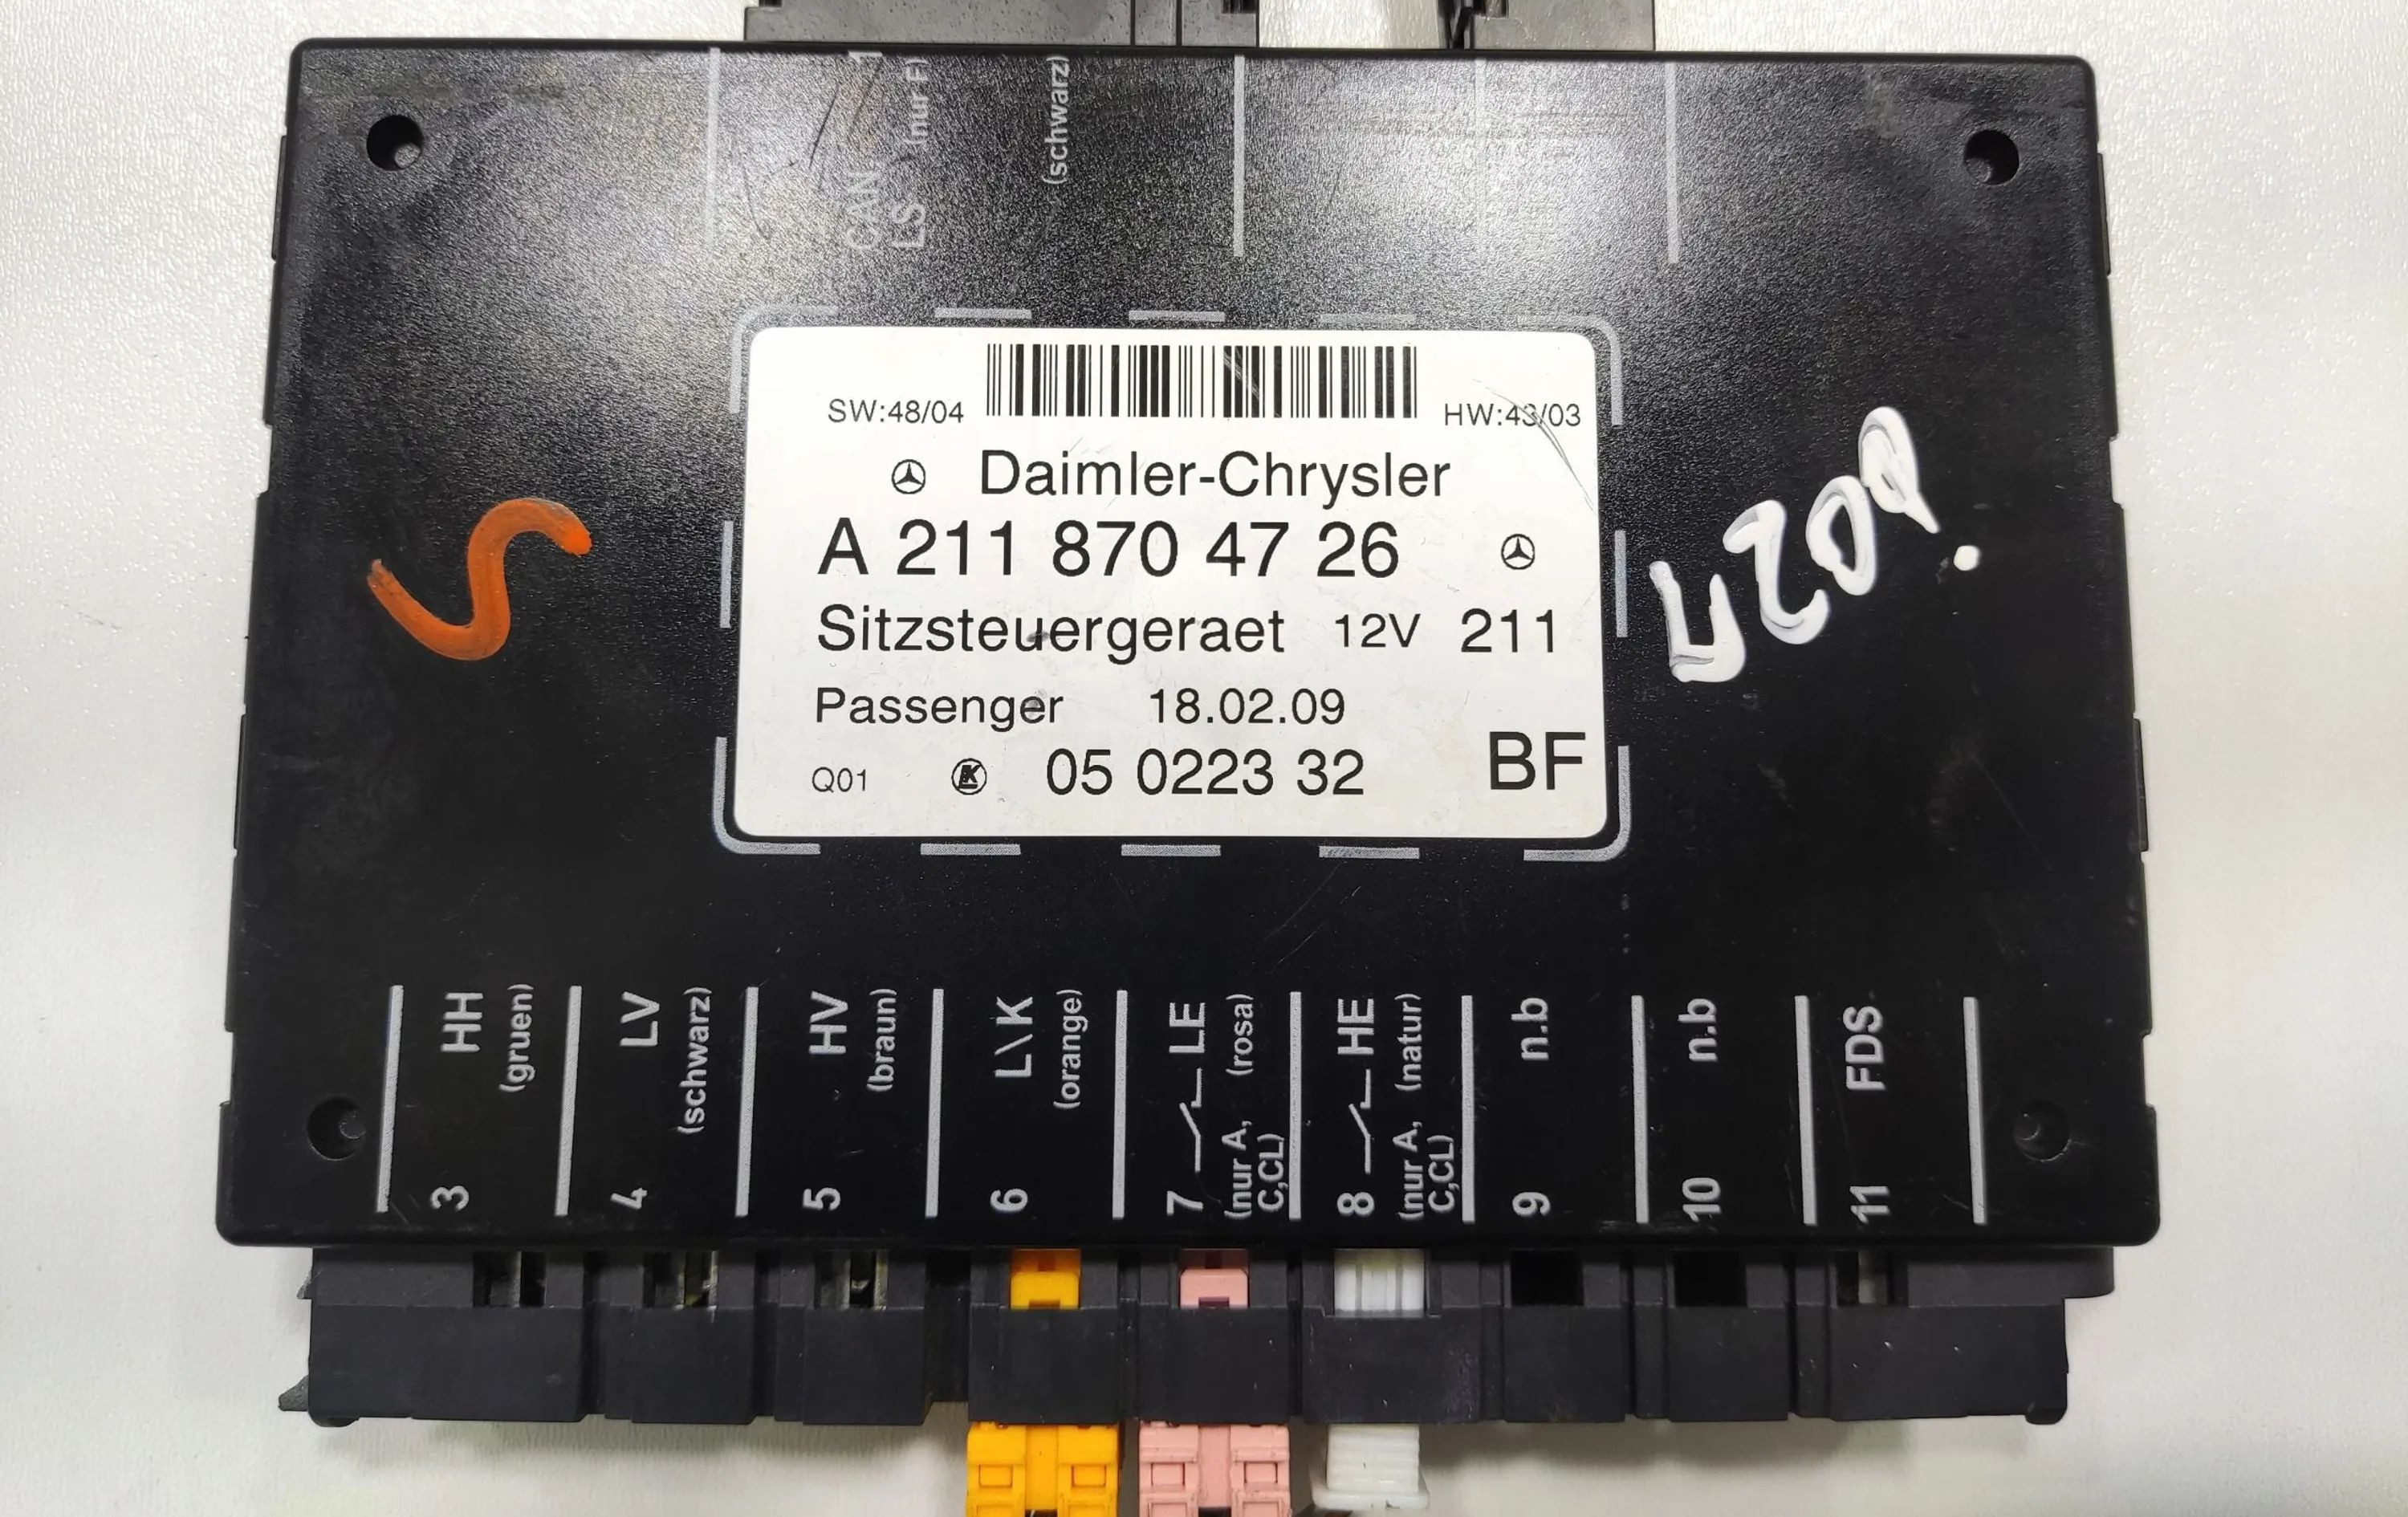 CAN
LS (nur F)
1
(schwarz)
SW:48/04
HW:43/03
Daimler-Chrysler
A 211 870 47 26
Sitzsteuergeraet 12V 211
Passenger 18.02.09
Q01 LK 05 0223 32 BF
S
3 HH (gruen)
4 LV (schwarz)
5 HV (braun)
6 L\K (orange)
7 LE (nur A, C,CL) (rosa)
8 HE (nur A, C,CL) (natur)
9 n.b
10 n.b
11 FDS